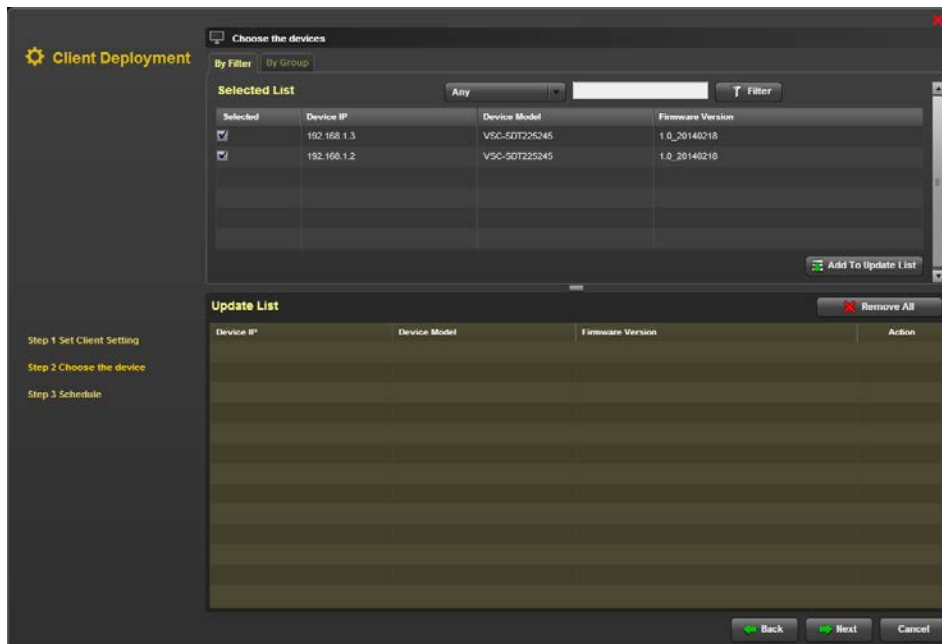 Choose the devices
Client Deployment
By Filter By Group
Selected List Any Filter
Selected Device IP Device Model Firmware Version
192.168.1.3 VSC-SDT225245 1.0_20140218
192.168.1.2 VSC-SDT225245 1.0_20140218
Add To Update List
Update List Remove All
Device IP Device Model Firmware Version Action
Step 1 Set Client Setting
Step 2 Choose the device
Step 3 Schedule
Back Next Cancel